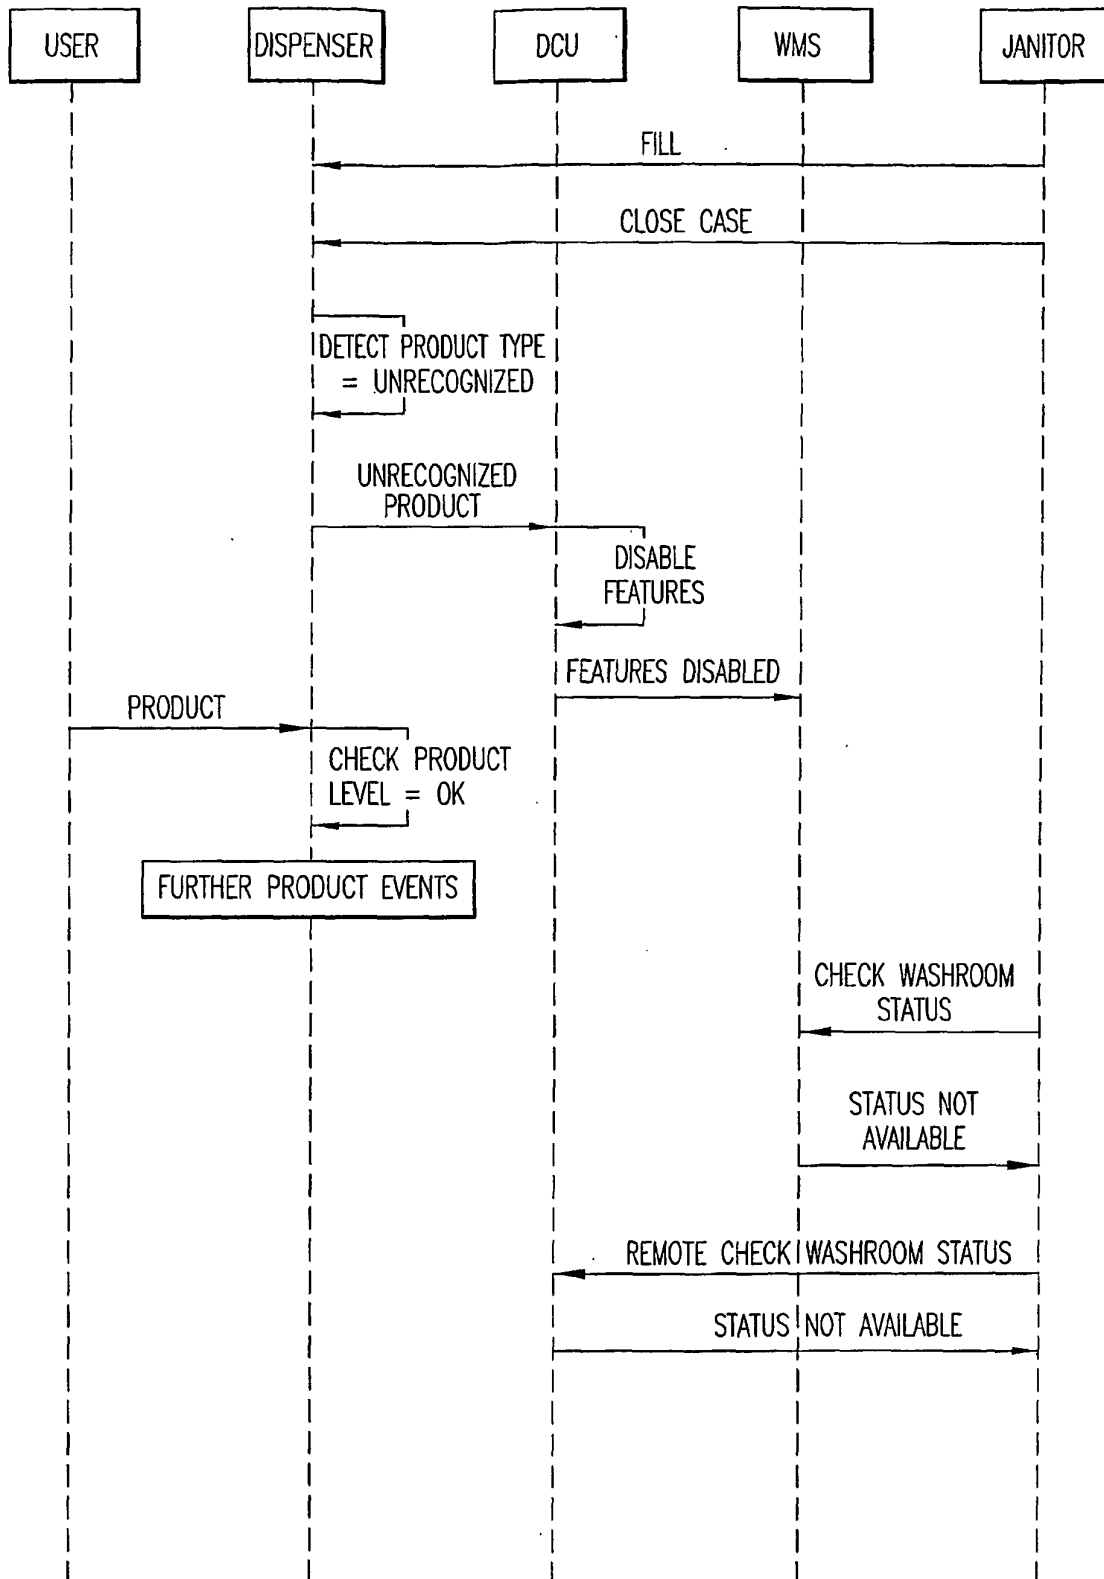 USER
DISPENSER
DCU
WMS
JANITOR
FILL
CLOSE CASE
DETECT PRODUCT TYPE
= UNRECOGNIZED
UNRECOGNIZED
PRODUCT
DISABLE
FEATURES
FEATURES DISABLED
PRODUCT
CHECK PRODUCT
LEVEL = OK
FURTHER PRODUCT EVENTS
CHECK WASHROOM
STATUS
STATUS NOT
AVAILABLE
REMOTE CHECK WASHROOM STATUS
STATUS NOT AVAILABLE